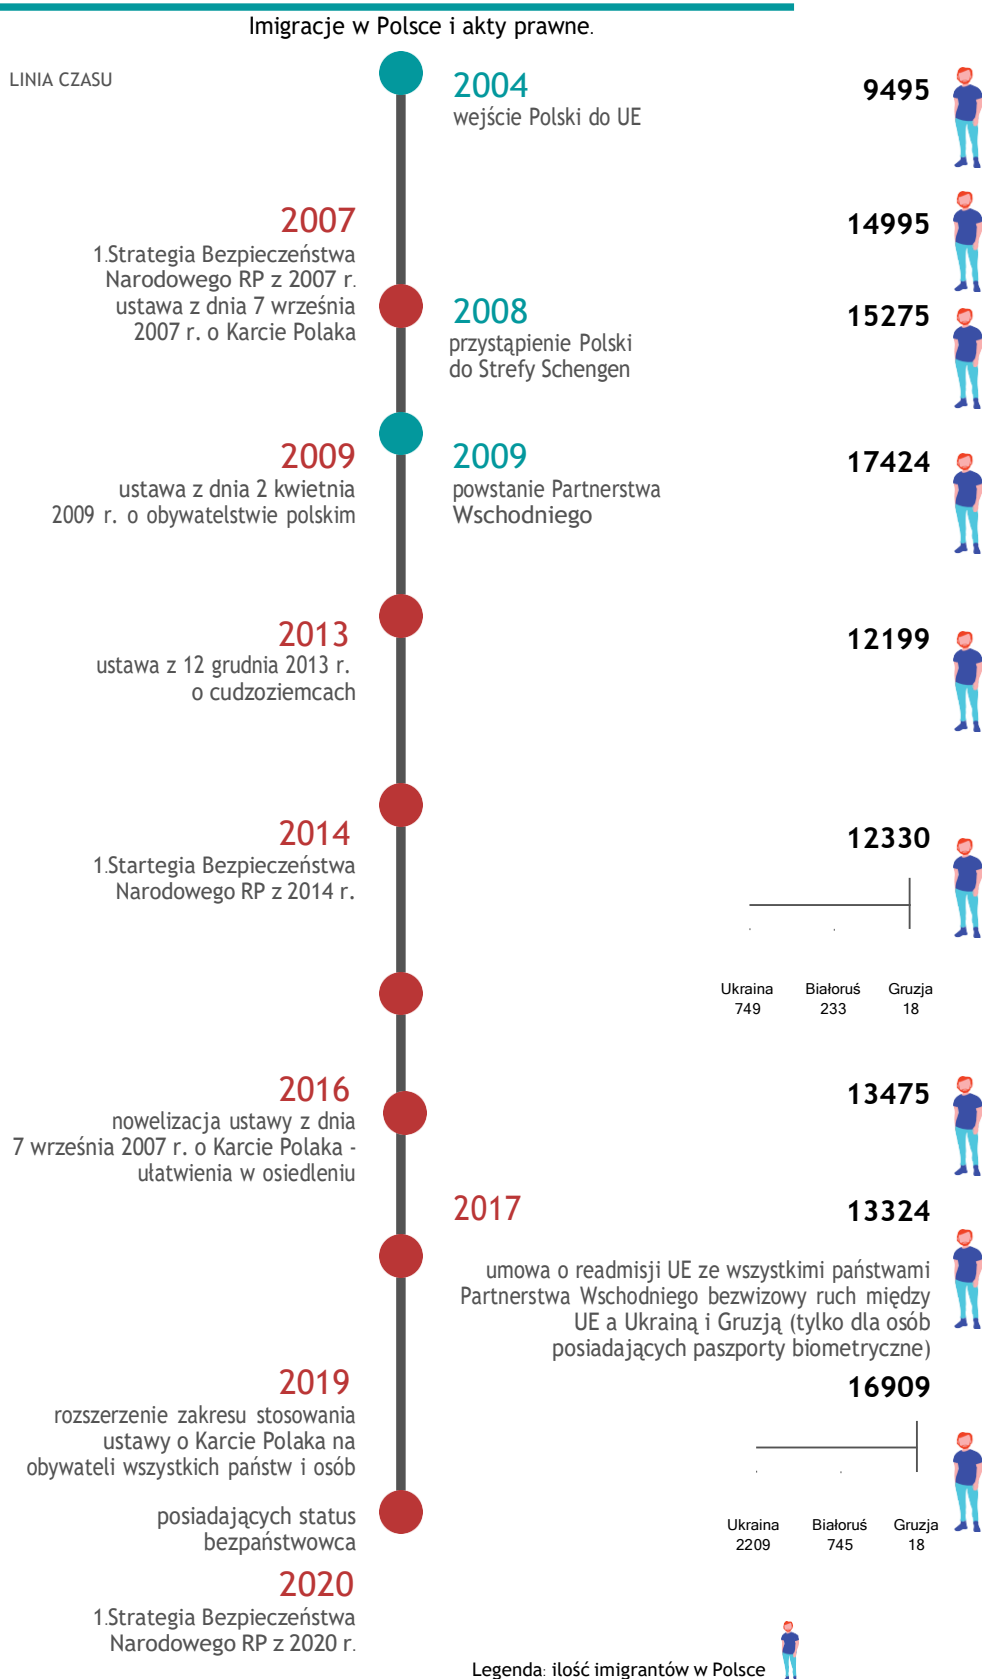 Imigracje w Polsce i akty prawne.
LINIA CZASU
2004
wejście Polski do UE
9495
2007
1.Strategia Bezpieczeństwa
Narodowego RP z 2007 r.
ustawa z dnia 7 września
2007 r. o Karcie Polaka
14995
2008
przystąpienie Polski
do Strefy Schengen
15275
2009
ustawa z dnia 2 kwietnia
2009 r. o obywatelstwie polskim
2009
powstanie Partnerstwa
Wschodniego
17424
2013
ustawa z 12 grudnia 2013 r.
o cudzoziemcach
12199
2014
1.Startegia Bezpieczeństwa
Narodowego RP z 2014 r.
12330
Ukraina Białoruś Gruzja
749 233 18
2016
nowelizacja ustawy z dnia
7 września 2007 r. o Karcie Polaka -
ułatwienia w osiedleniu
13475
2017
13324
umowa o readmisji UE ze wszystkimi państwami
Partnerstwa Wschodniego bezwizowy ruch między
UE a Ukrainą i Gruzją (tylko dla osób
posiadających paszporty biometryczne)
2019
rozszerzenie zakresu stosowania
ustawy o Karcie Polaka na
obywateli wszystkich państw i osób
posiadających status
bezpaństwowca
16909
Ukraina Białoruś Gruzja
2209 745 18
2020
1.Strategia Bezpieczeństwa
Narodowego RP z 2020 r.
Legenda: ilość imigrantów w Polsce